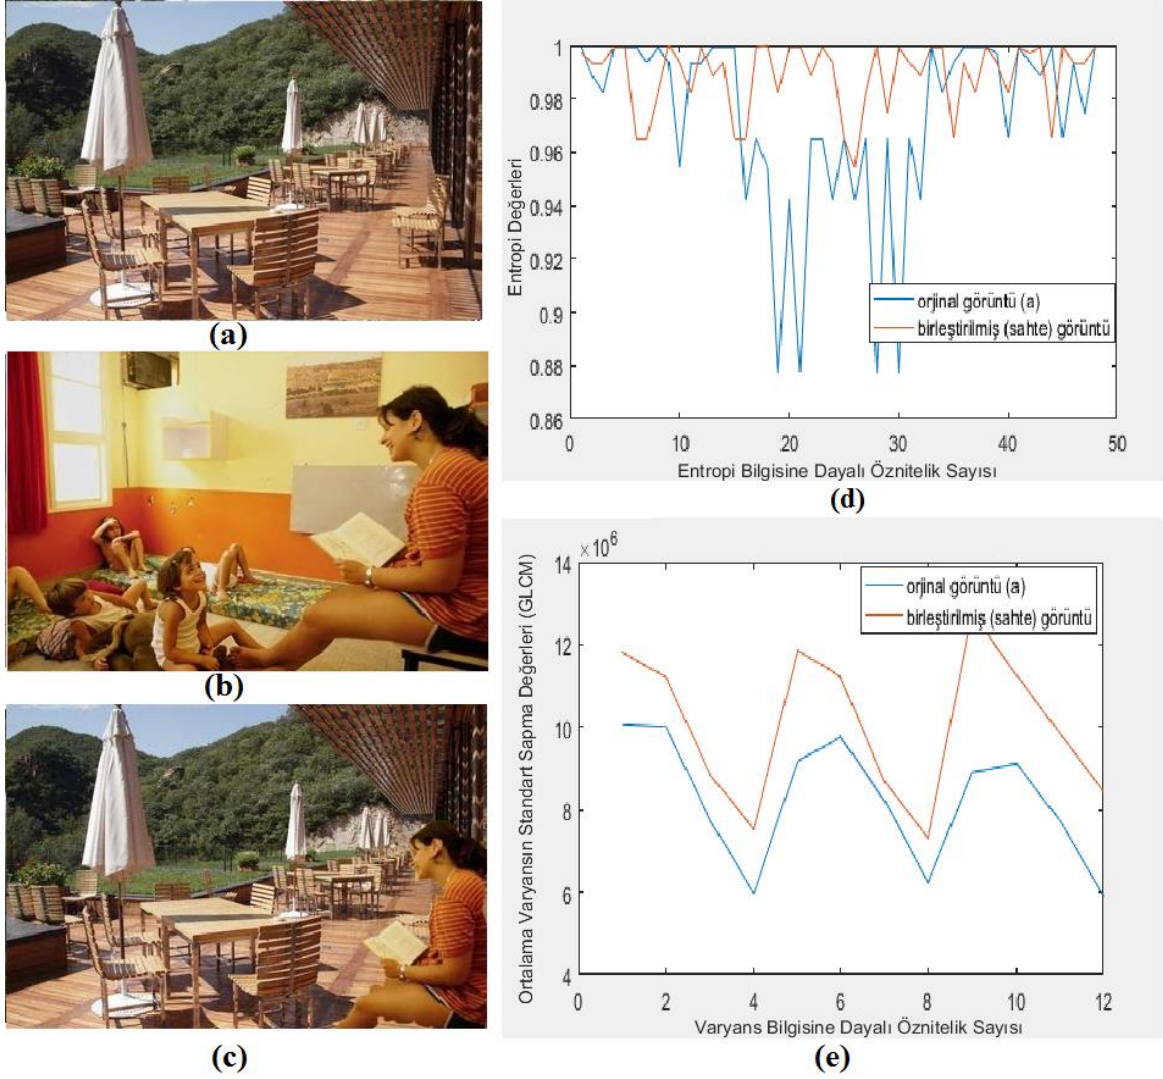 (a)
(b)
(c)
Entropi Değerleri
1
0.98
0.96
0.94
0.92
0.9
0.88
0.86
0 10 20 30 40 50
orjinal görüntü (a)
birleştirilmiş (sahte) görüntü
Entropi Bilgisine Dayalı Öznitelik Sayısı
(d)
Ortalama Varyansın Standart Sapma Değerleri (GLCM)
×10⁶
14
12
10
8
6
4
0 2 4 6 8 10 12
orjinal görüntü (a)
birleştirilmiş (sahte) görüntü
Varyans Bilgisine Dayalı Öznitelik Sayısı
(e)